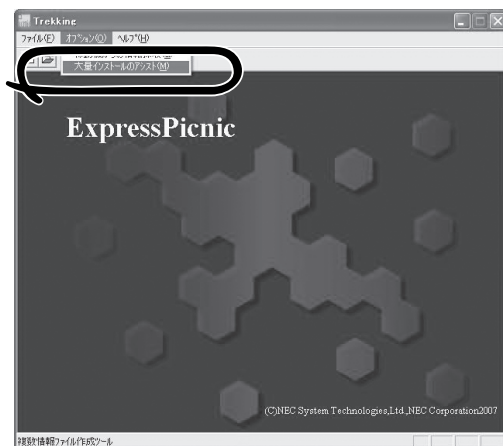 Trekking
ファイル(F) オプション(O) ヘルプ(H)
大量インストールのアシスト(M)
ExpressPicnic
(C)NEC System Technologies,Ltd.,NEC Corporation2007
複数情報ファイル作成ツール